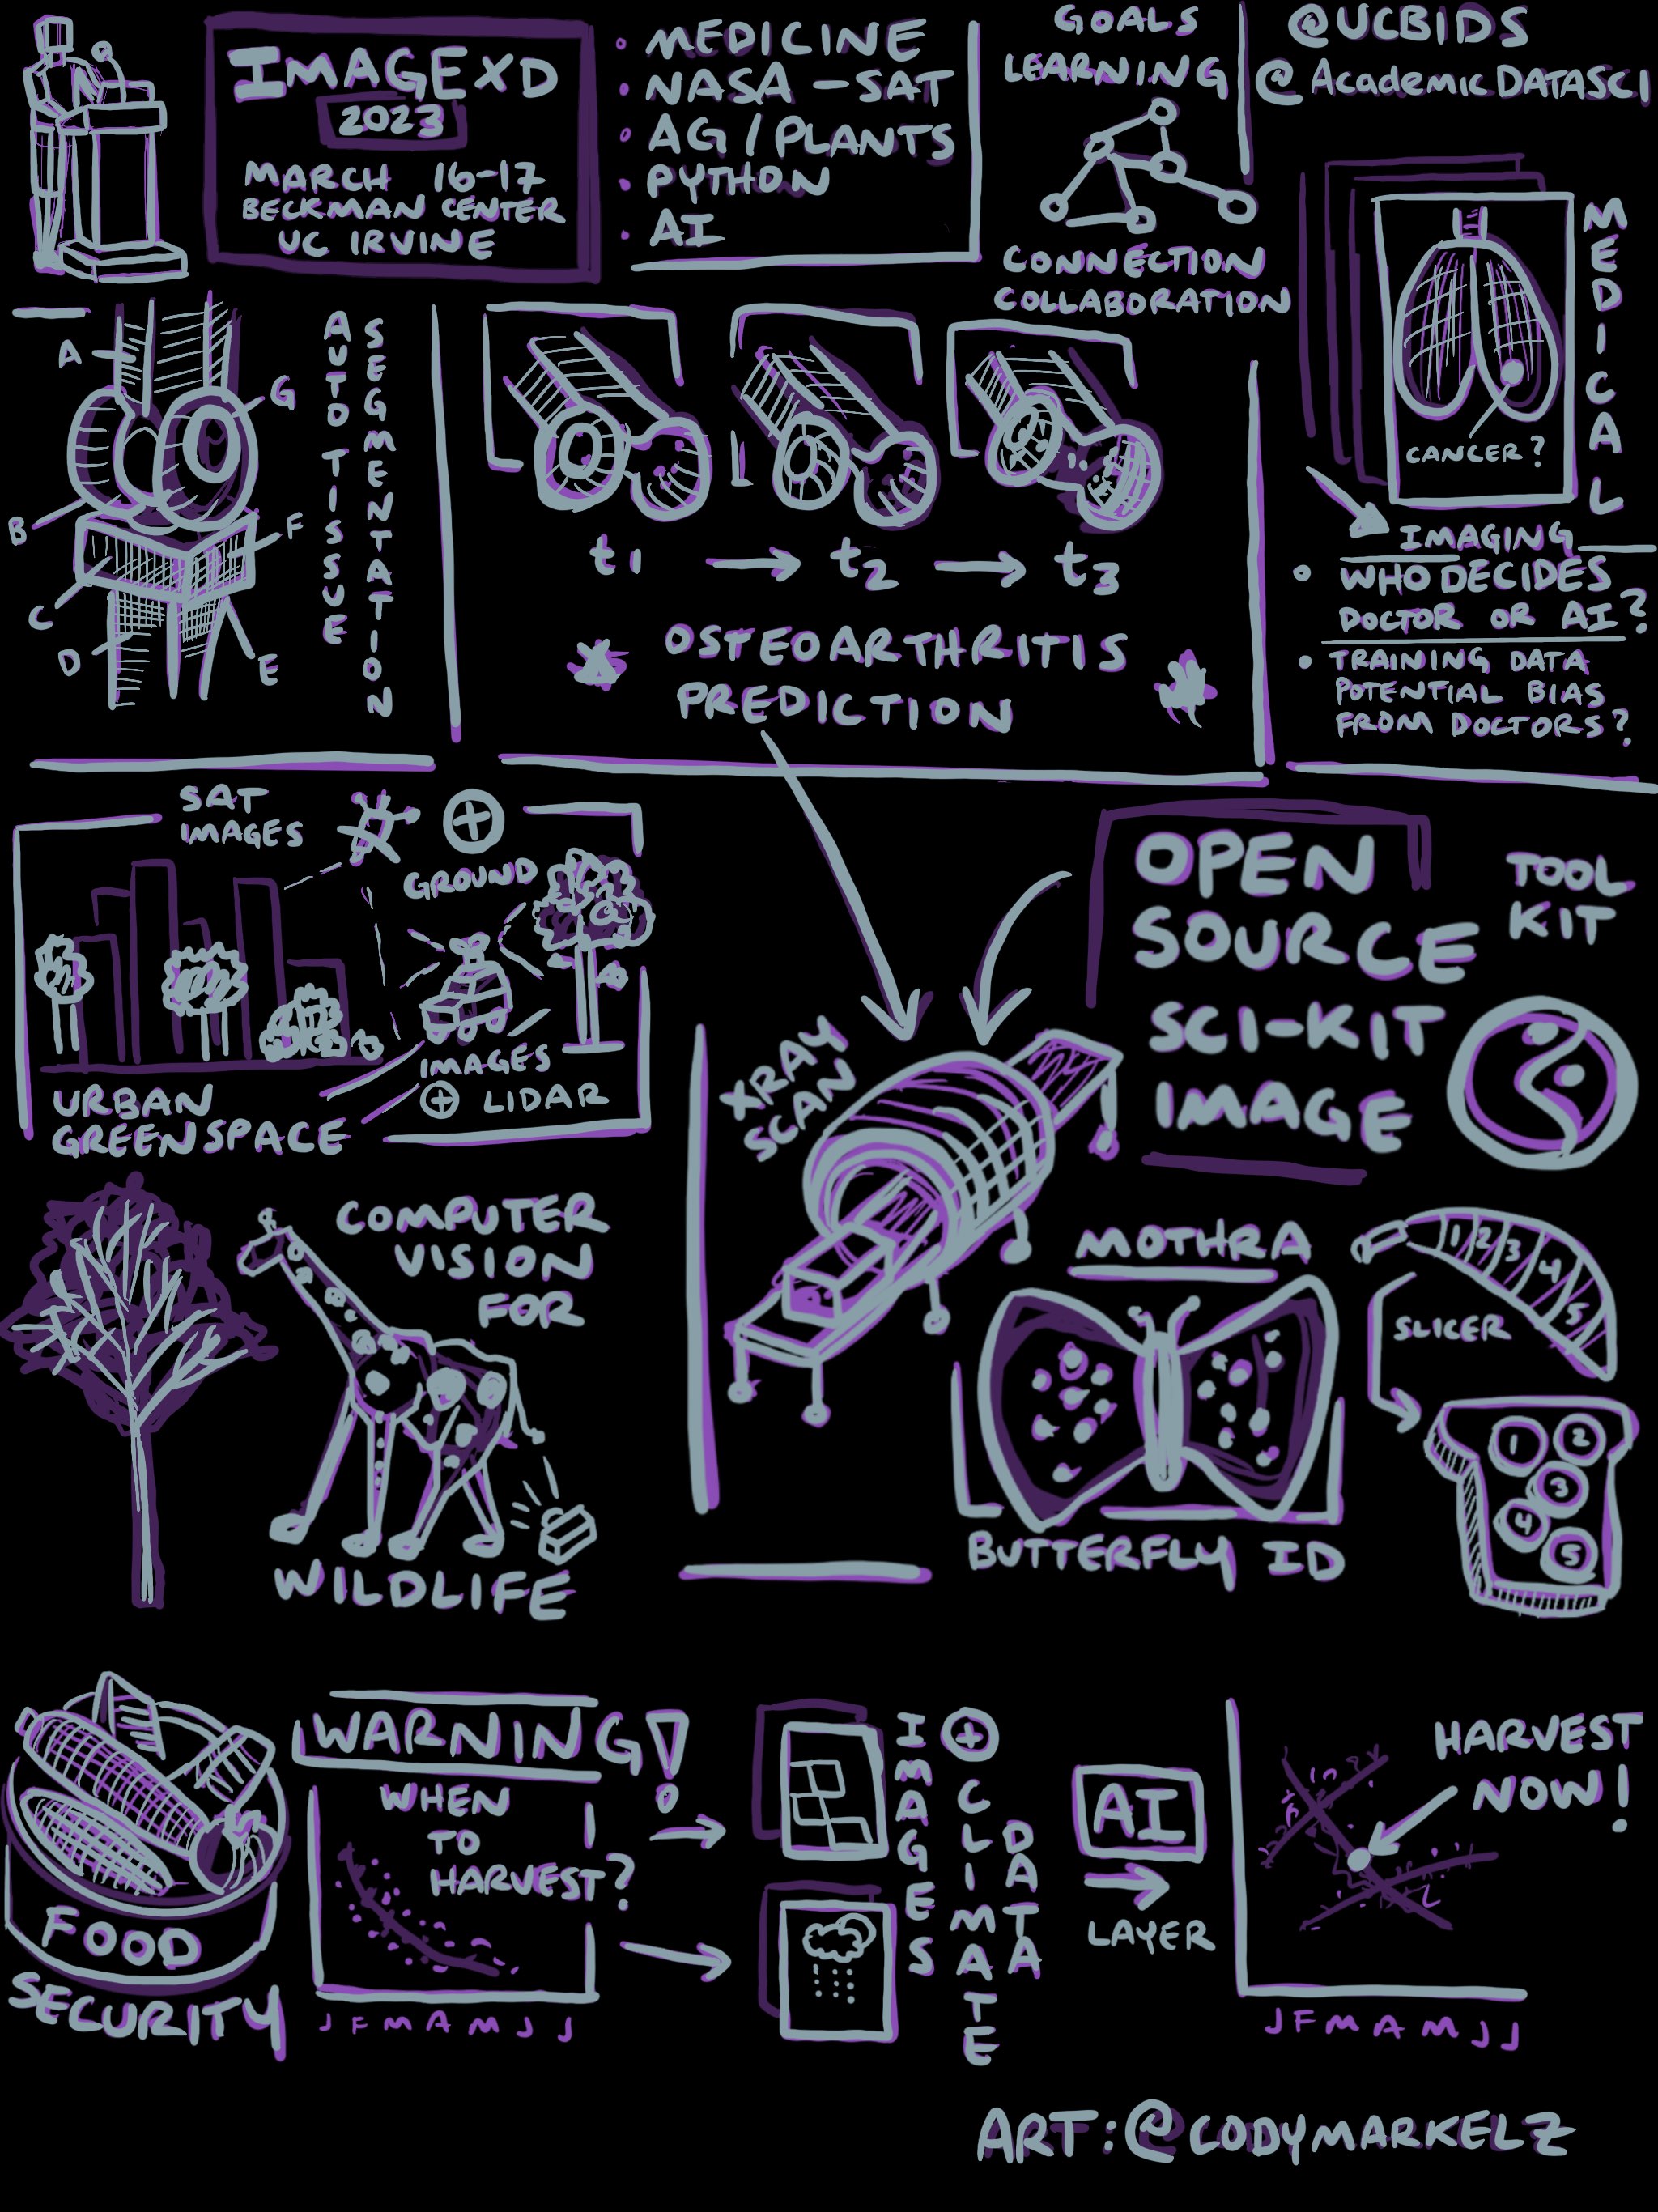 IMAGEXD
2023
MARCH 16-17
BECKMAN CENTER
UC IRVINE
• MEDICINE
• NASA -SAT
• AG / PLANTS
• PYTHON
• AI
GOALS
LEARNING
CONNECTION
COLLABORATION
@UCBIDS
@AcademicDATASCI
A
B
C
D
E
F
G
AUTO TISSUE
SEGMENTATION
t1 → t2 → t3
OSTEOARTHRITIS
PREDICTION
MEDICAL
CANCER?
IMAGING
• WHO DECIDES
DOCTOR OR AI?
• TRAINING DATA
POTENTIAL BIAS
FROM DOCTORS?
SAT
IMAGES
+
GROUND
IMAGES
+ LIDAR
URBAN
GREENSPACE
OPEN
SOURCE
SCI-KIT
IMAGE
TOOL
KIT
XRAY
SCAN
COMPUTER
VISION
FOR
WILDLIFE
MOTHRA
BUTTERFLY ID
1 2 3 4 5
SLICER
1 2
3
4
5
FOOD
SECURITY
WARNING!
WHEN
TO
HARVEST?
J F M A M J J
IMAGES
+ CLIMATE
DATA
AI
LAYER
HARVEST
NOW!
J F M A M J J
ART: @CODYMARKELZ